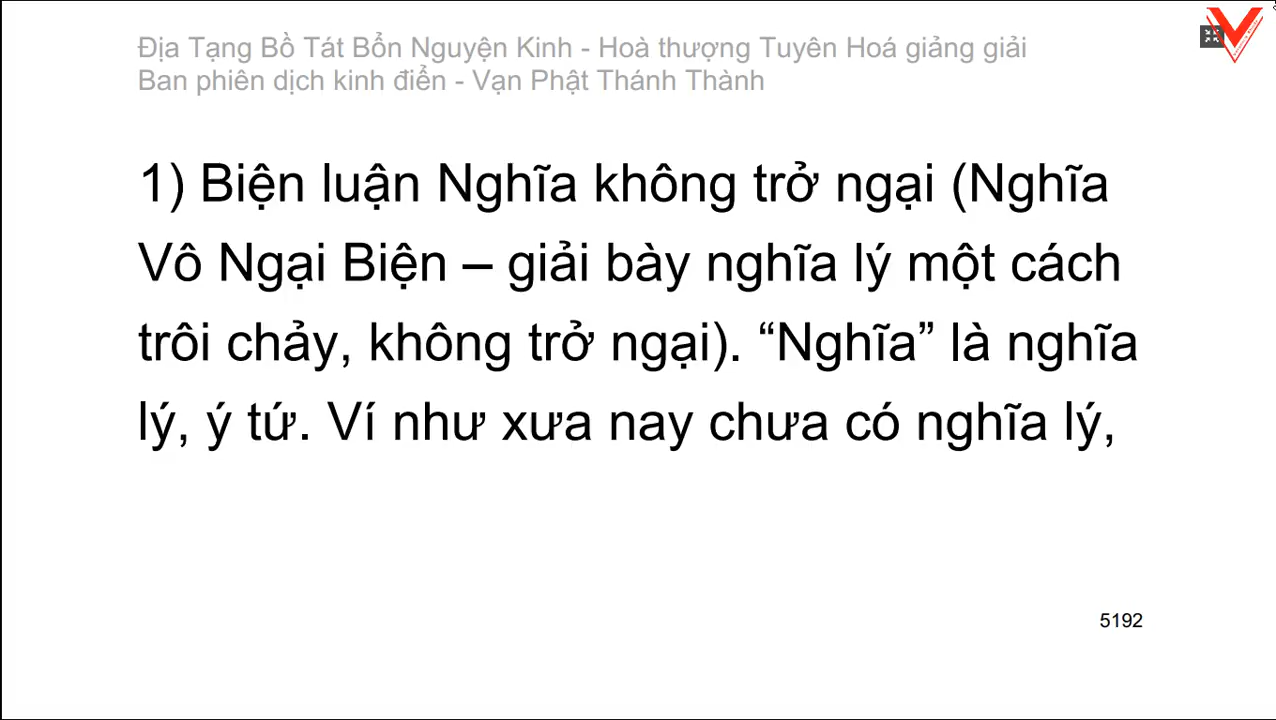 Địa Tạng Bồ Tát Bổn Nguyện Kinh - Hoà thượng Tuyên Hoá giảng giải
Ban phiên dịch kinh điển - Vạn Phật Thánh Thành
1) Biện luận Nghĩa không trở ngại (Nghĩa
Vô Ngại Biện – giải bày nghĩa lý một cách
trôi chảy, không trở ngại). “Nghĩa” là nghĩa
lý, ý tứ. Ví như xưa nay chưa có nghĩa lý,
5192